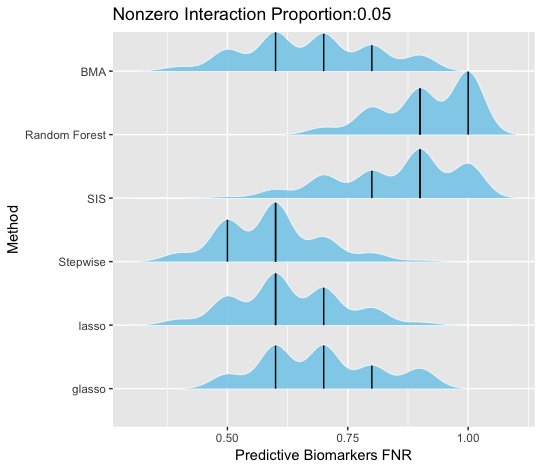 Nonzero Interaction Proportion:0.05
BMA
Random Forest
SIS
Stepwise
lasso
glasso
Method
0.50 0.75 1.00
Predictive Biomarkers FNR